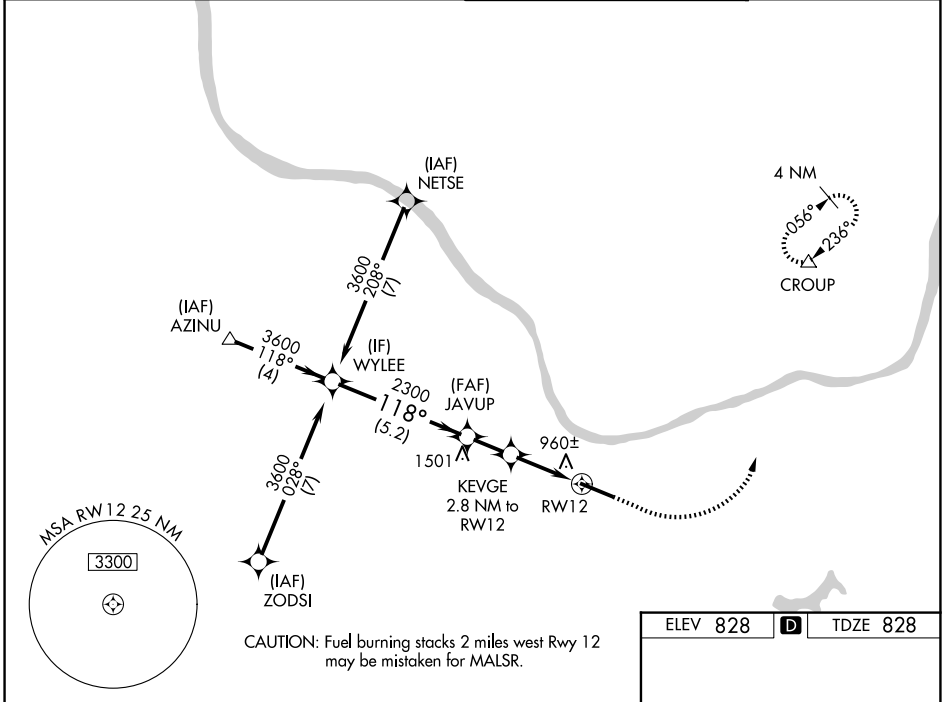 (IAF)
NETSE
4 NM
056°
236°
CROUP
3600
208°
(7)
(IAF)
AZINU
3600
118°
(4)
(IF)
WYLEE
2300
118°
(5.2)
(FAF)
JAVUP
1501
960±
KEVGE
2.8 NM to
RW12
RW12
3600
028°
(7)
(IAF)
ZODSI
MSA RW12 25 NM
3300
CAUTION: Fuel burning stacks 2 miles west Rwy 12
may be mistaken for MALSR.
ELEV 828 D TDZE 828